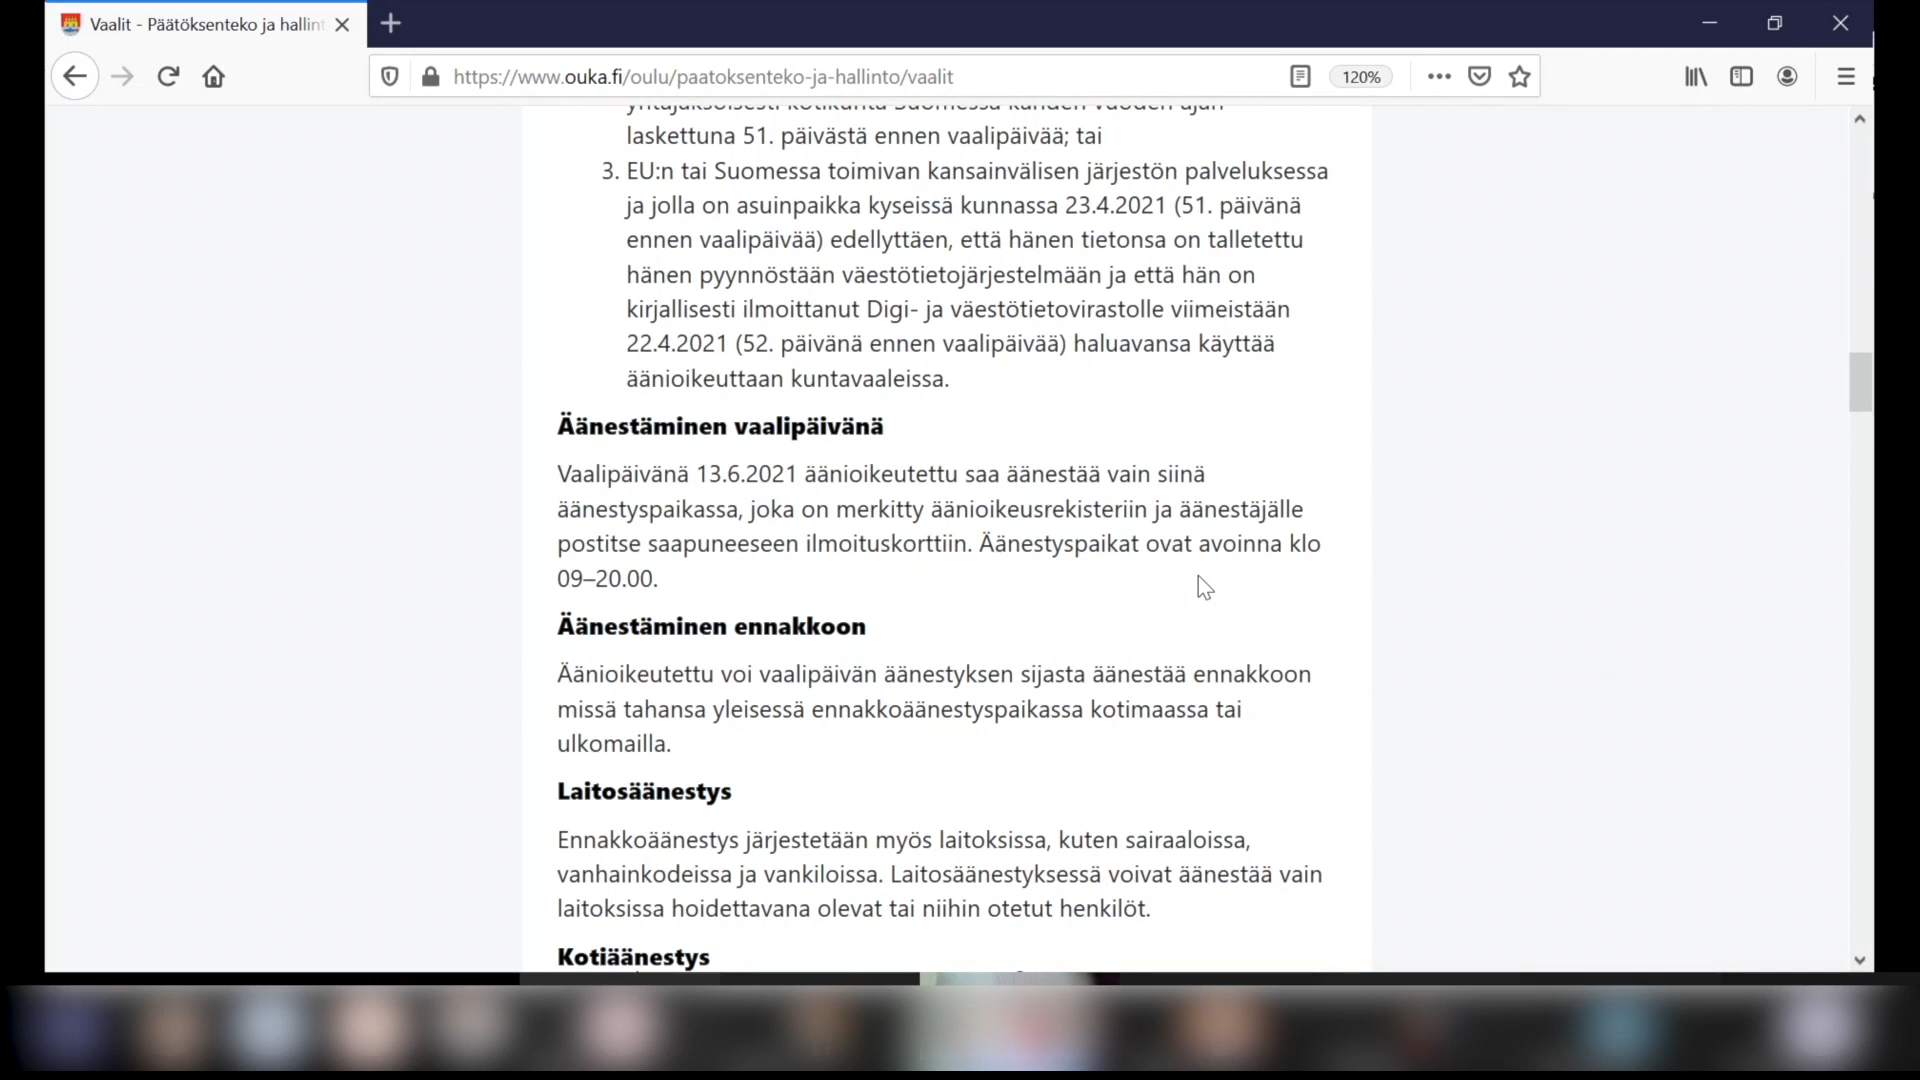 Vaalit - Päätöksenteko ja hallint
https://www.ouka.fi/oulu/paatoksenteko-ja-hallinto/vaalit
120%
yhtäjaksoisesti kotikunta Suomessa kahden vuoden ajan
laskettuna 51. päivästä ennen vaalipäivää; tai
3. EU:n tai Suomessa toimivan kansainvälisen järjestön palveluksessa
ja jolla on asuinpaikka kyseissä kunnassa 23.4.2021 (51. päivänä
ennen vaalipäivää) edellyttäen, että hänen tietonsa on talletettu
hänen pyynnöstään väestötietojärjestelmään ja että hän on
kirjallisesti ilmoittanut Digi- ja väestötietovirastolle viimeistään
22.4.2021 (52. päivänä ennen vaalipäivää) haluavansa käyttää
äänioikeuttaan kuntavaaleissa.
Äänestäminen vaalipäivänä
Vaalipäivänä 13.6.2021 äänioikeutettu saa äänestää vain siinä
äänestyspaikassa, joka on merkitty äänioikeusrekisteriin ja äänestäjälle
postitse saapuneeseen ilmoituskorttiin. Äänestyspaikat ovat avoinna klo
09–20.00.
Äänestäminen ennakkoon
Äänioikeutettu voi vaalipäivän äänestyksen sijasta äänestää ennakkoon
missä tahansa yleisessä ennakkoäänestyspaikassa kotimaassa tai
ulkomailla.
Laitosäänestys
Ennakkoäänestys järjestetään myös laitoksissa, kuten sairaaloissa,
vanhainkodeissa ja vankiloissa. Laitosäänestyksessä voivat äänestää vain
laitoksissa hoidettavana olevat tai niihin otetut henkilöt.
Kotiäänestys